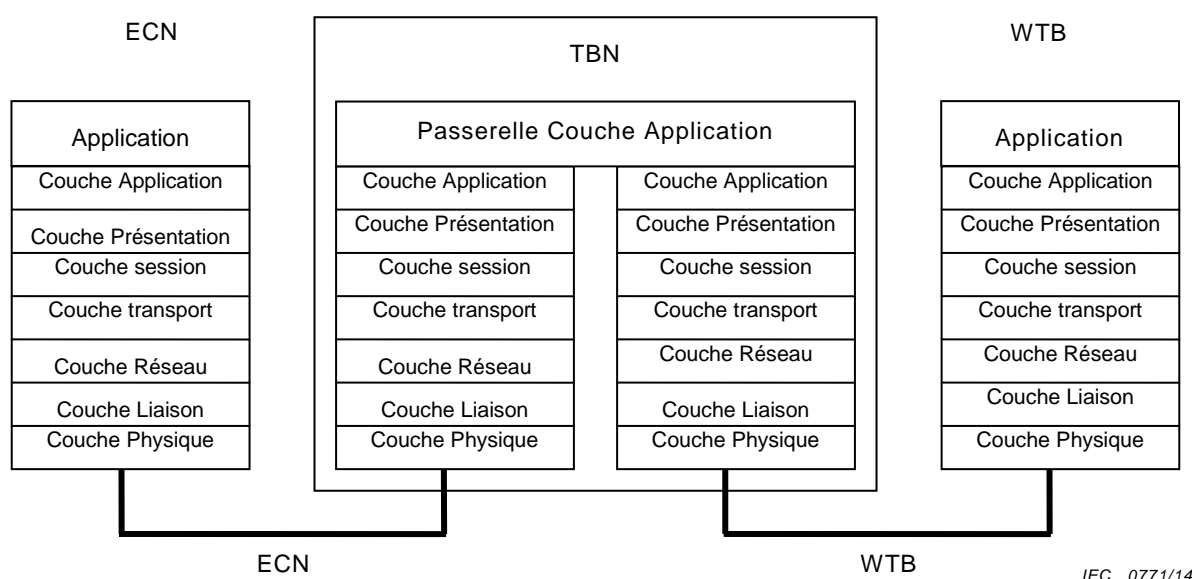 ECN
TBN
WTB
Application
Couche Application
Couche Présentation
Couche session
Couche transport
Couche Réseau
Couche Liaison
Couche Physique
Passerelle Couche Application
Couche Application
Couche Présentation
Couche session
Couche transport
Couche Réseau
Couche Liaison
Couche Physique
Couche Application
Couche Présentation
Couche session
Couche transport
Couche Réseau
Couche Liaison
Couche Physique
Application
Couche Application
Couche Présentation
Couche session
Couche transport
Couche Réseau
Couche Liaison
Couche Physique
ECN
WTB
IEC 0771/14